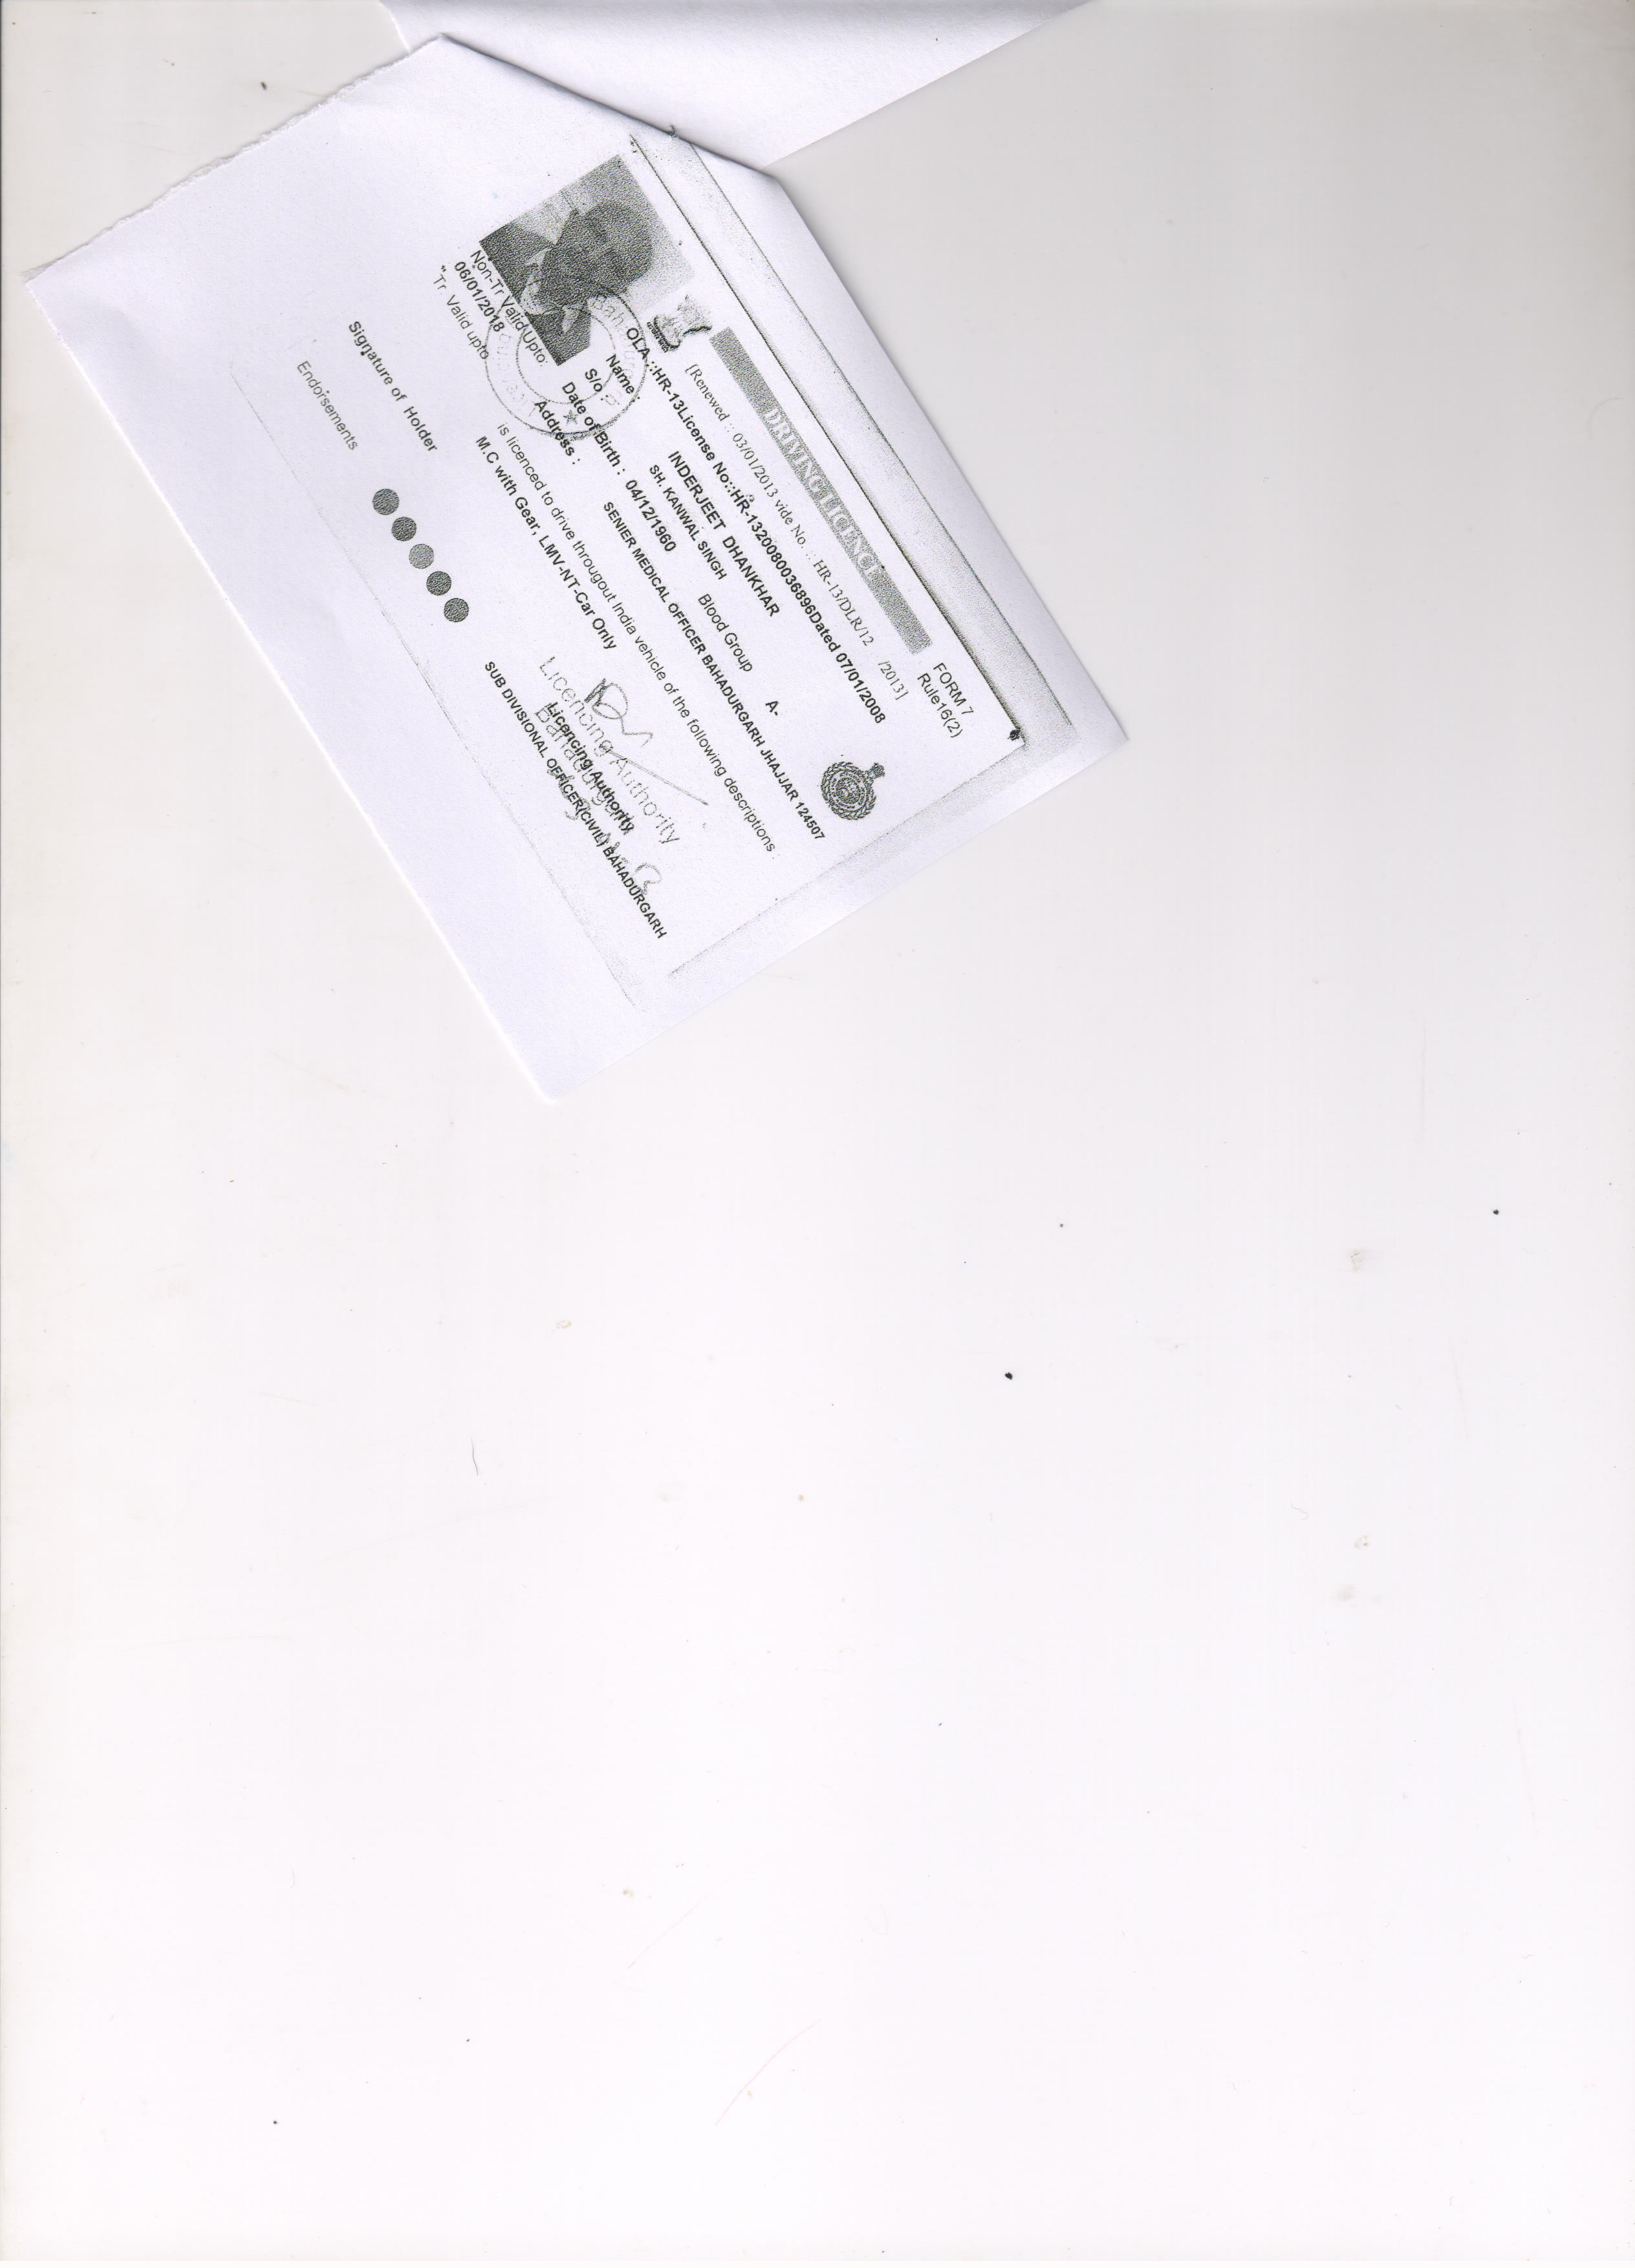 FORM 7
Rule16(2)
DRIVING LICENCE
[Renewed :: 03/01/2013 vide No. :: HR-13/DLR/12 /2013]
OLA ::HR-13License No::HR-1320080036896Dated 07/01/2008
Name : INDERJEET DHANKHAR
S/o : SH. KANWAL SINGH
Date of Birth : 04/12/1960 Blood Group A-
Address : SENIER MEDICAL OFFICER BAHADURGARH JHAJJAR 124507
is licenced to drive througout India vehicle of the following descriptions
M.C with Gear, LMV-NT-Car Only
Non-Tr Valid Upto:
06/01/2018
Tr Valid upto
Licencing Authority
Bahadurgarh
Licencing Authority
SUB DIVISIONAL OFFICER(CIVIL) BAHADURGARH
Signature of Holder
Endorsements